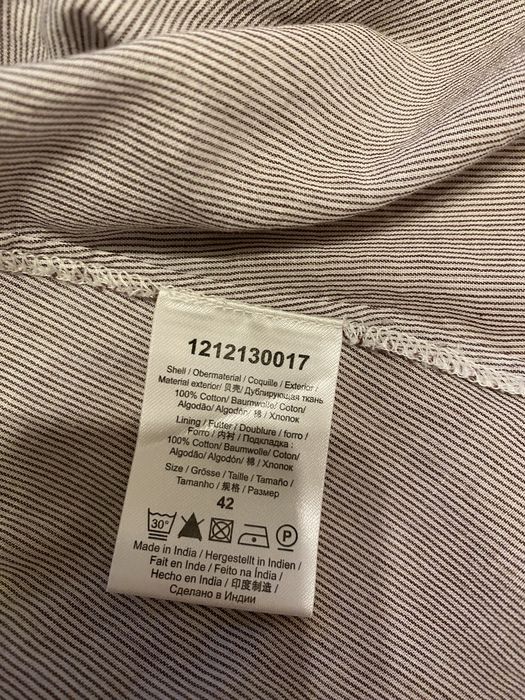 1212130017
Shell / Obermaterial / Coquille / Exterior /
Material exterior/ 贝壳/ Дублирующая ткань
100% Cotton/ Baumwolle/ Coton/
Algodão/ Algodón/ 棉 / Хлопок
Lining / Futter / Doublure / forro /
Forro / 内衬 / Подкладка :
100% Cotton/ Baumwolle/ Coton/
Algodão/ Algodón/ 棉/ Хлопок
Size / Grösse / Taille / Tamaño /
Tamanho / 规格 / Размер
42
30° P
Made in India / Hergestellt in Indien /
Fait en Inde / Feito na Índia /
Hecho en India / 印度制造 /
Сделано в Индии